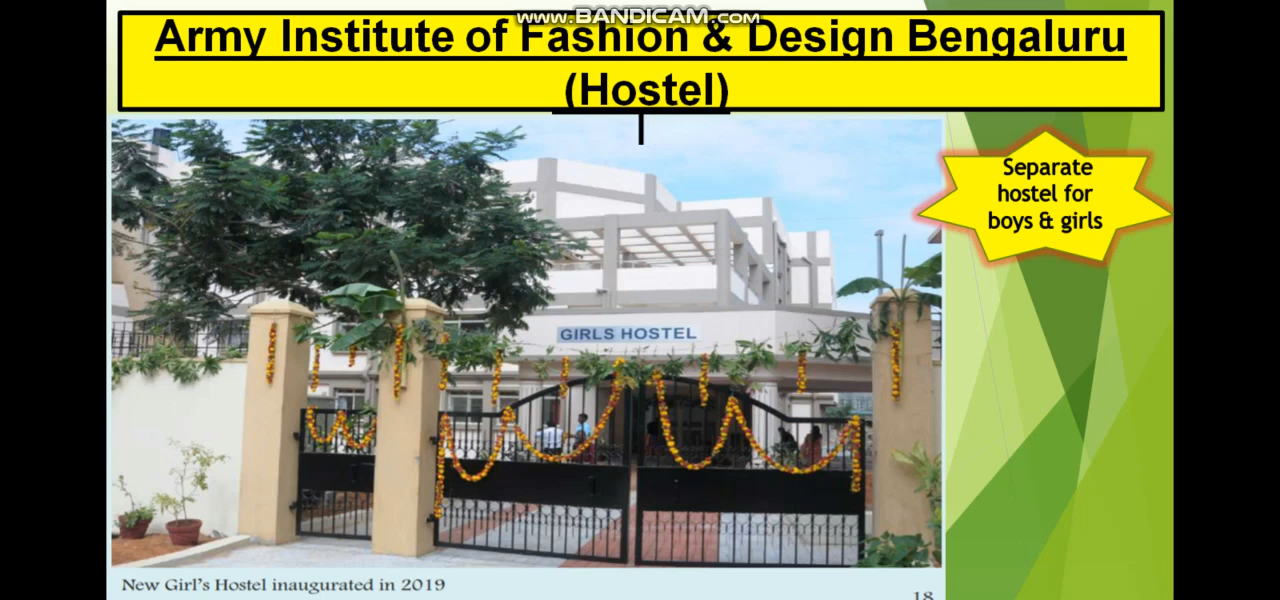 www.BANDICAM.com
Army Institute of Fashion & Design Bengaluru
(Hostel)
Separate
hostel for
boys & girls
GIRLS HOSTEL
New Girl's Hostel inaugurated in 2019
18